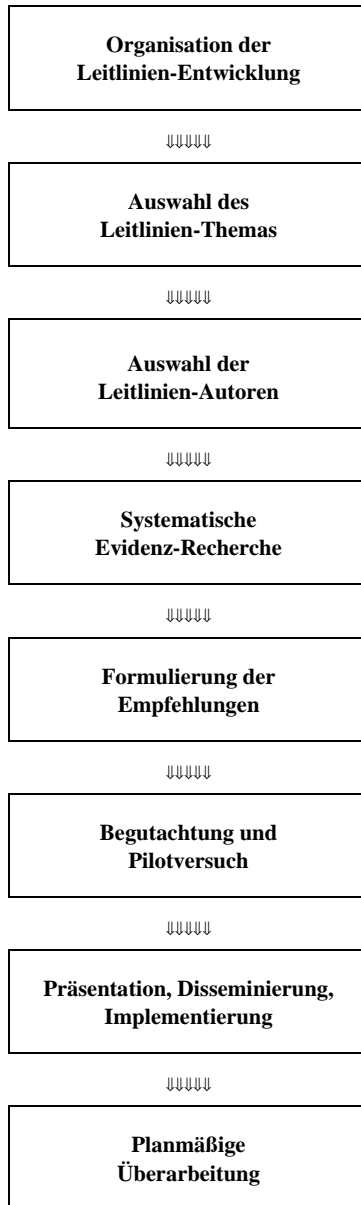 Organisation der
Leitlinien-Entwicklung
⇓⇓⇓⇓⇓
Auswahl des
Leitlinien-Themas
⇓⇓⇓⇓⇓
Auswahl der
Leitlinien-Autoren
⇓⇓⇓⇓⇓
Systematische
Evidenz-Recherche
⇓⇓⇓⇓⇓
Formulierung der
Empfehlungen
⇓⇓⇓⇓⇓
Begutachtung und
Pilotversuch
⇓⇓⇓⇓⇓
Präsentation, Disseminierung,
Implementierung
⇓⇓⇓⇓⇓
Planmäßige
Überarbeitung